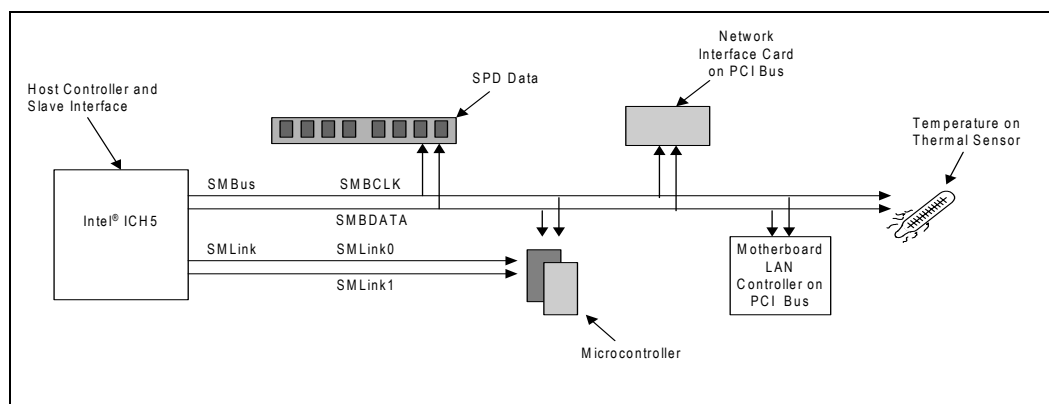 Network
Interface Card
on PCI Bus
SPD Data
Host Controller and
Slave Interface
Temperature on
Thermal Sensor
SMBus
SMBCLK
Intel® ICH5
SMBDATA
SMLink
SMLink0
SMLink1
Motherboard
LAN
Controller on
PCI Bus
Microcontroller